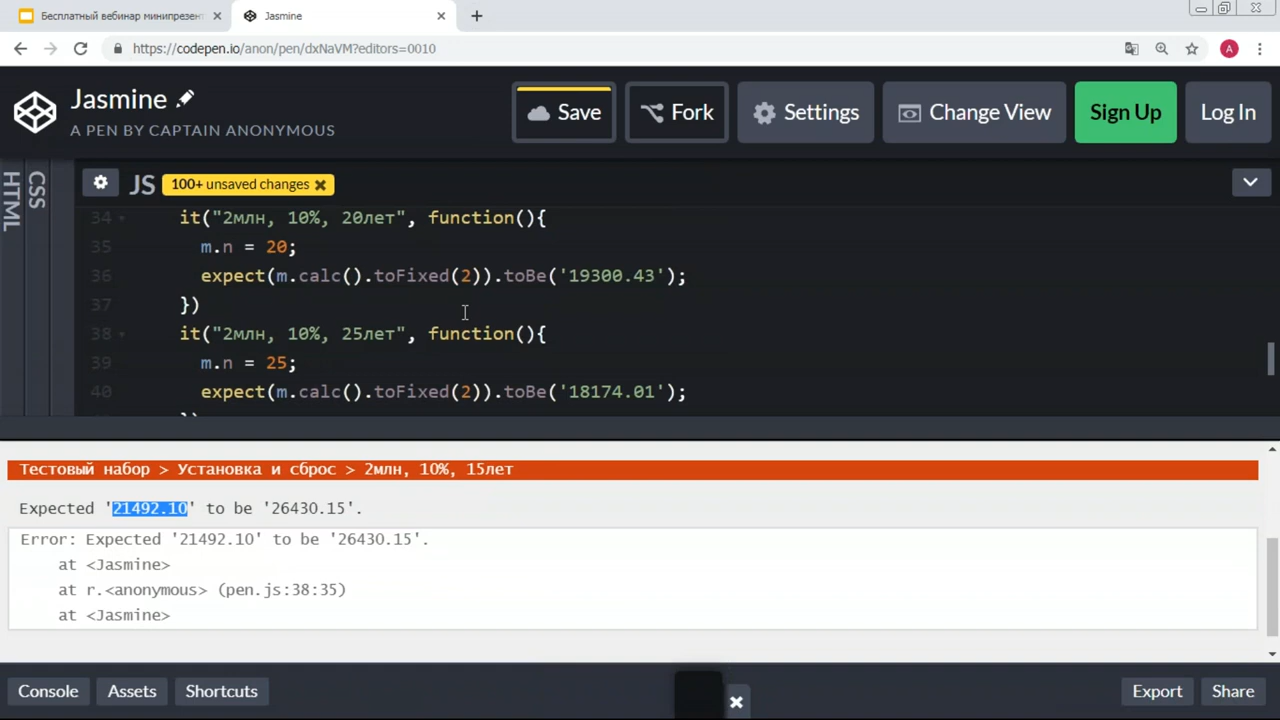 Бесплатный вебинар минипрезент
Jasmine
https://codepen.io/anon/pen/dxNaVM?editors=0010
A
Jasmine
A PEN BY CAPTAIN ANONYMOUS
Save
Fork
Settings
Change View
Sign Up
Log In
HTML
CSS
JS
100+ unsaved changes
34 it("2млн, 10%, 20лет", function(){
35 m.n = 20;
36 expect(m.calc().toFixed(2)).toBe('19300.43');
37 })
38 it("2млн, 10%, 25лет", function(){
39 m.n = 25;
40 expect(m.calc().toFixed(2)).toBe('18174.01');
Тестовый набор > Установка и сброс > 2млн, 10%, 15лет
Expected '21492.10' to be '26430.15'.
Error: Expected '21492.10' to be '26430.15'.
at <Jasmine>
at r.<anonymous> (pen.js:38:35)
at <Jasmine>
Console
Assets
Shortcuts
Export
Share